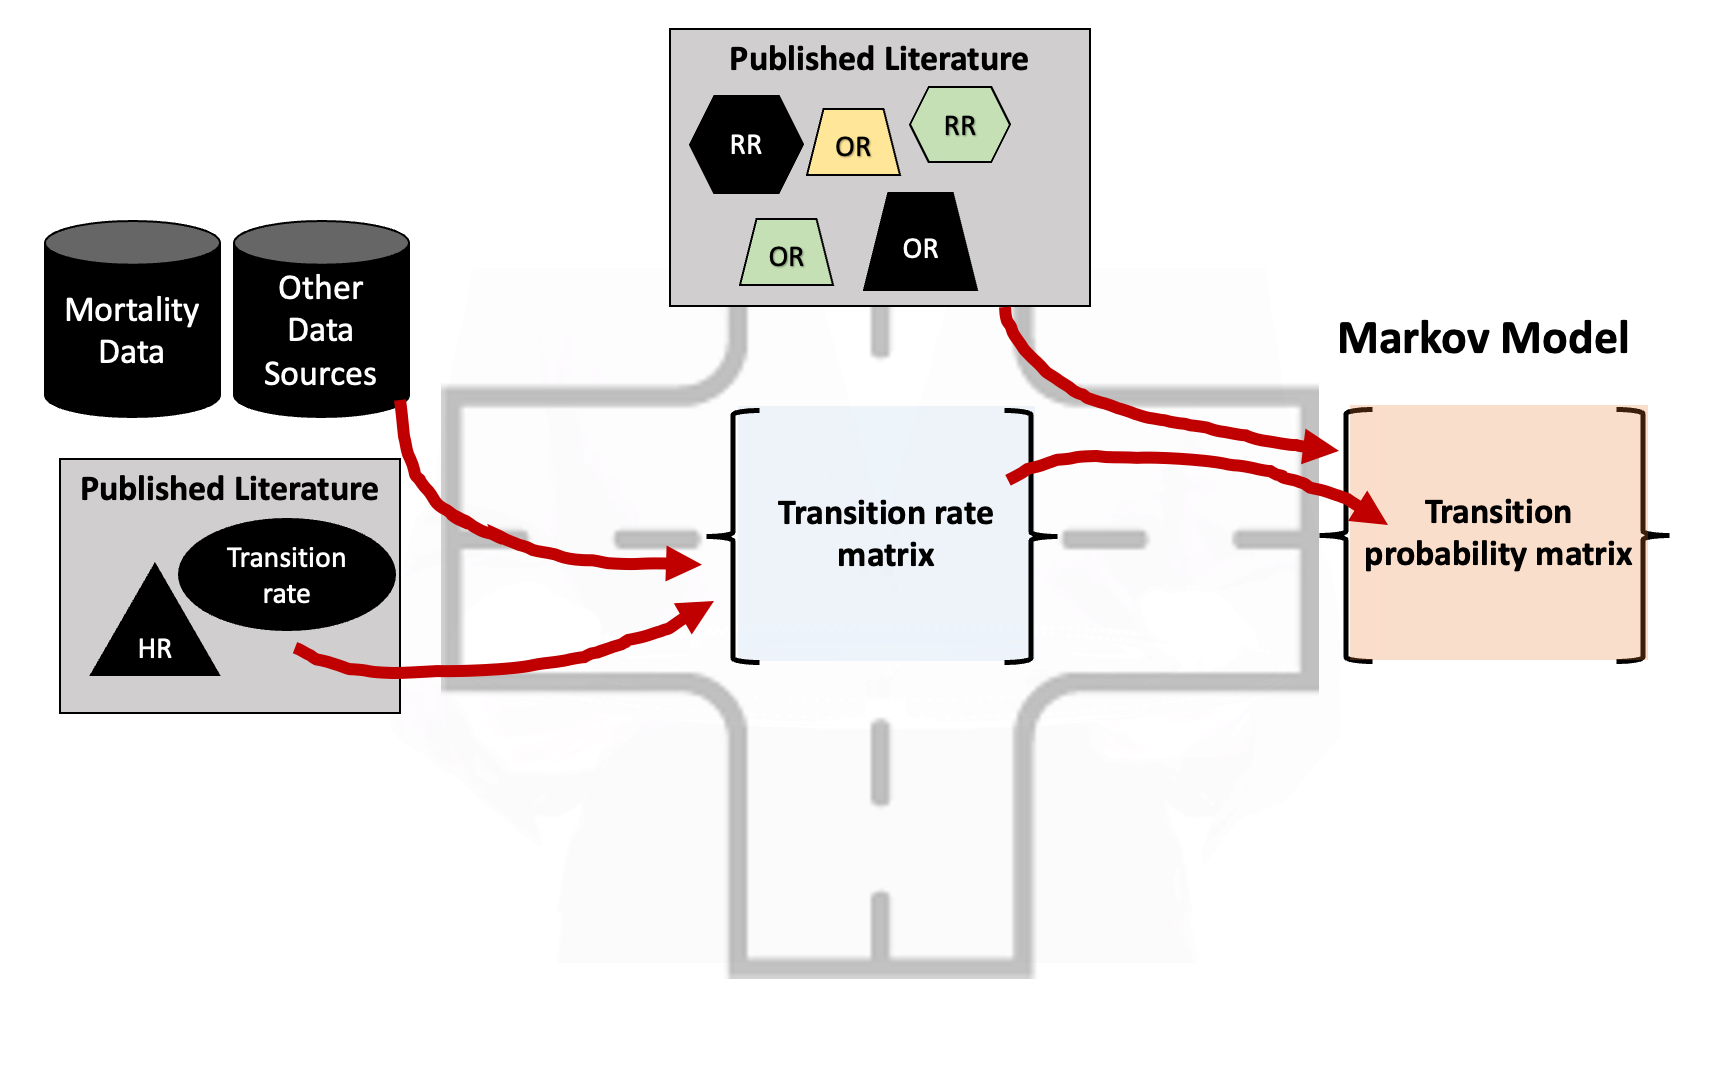 Published Literature
RR
OR
RR
OR
OR
Mortality
Data
Other
Data
Sources
Markov Model
Published Literature
Transition
rate
HR
Transition rate
matrix
Transition
probability matrix